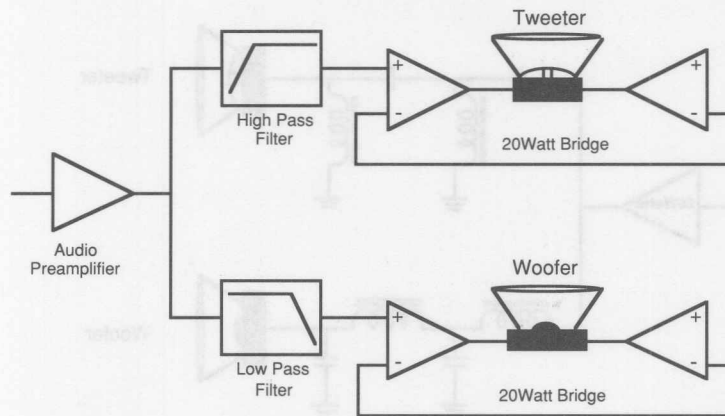 Tweeter
+
+
-
-
High Pass
Filter
20Watt Bridge
Audio
Preamplifier
Woofer
+
+
-
-
Low Pass
Filter
20Watt Bridge